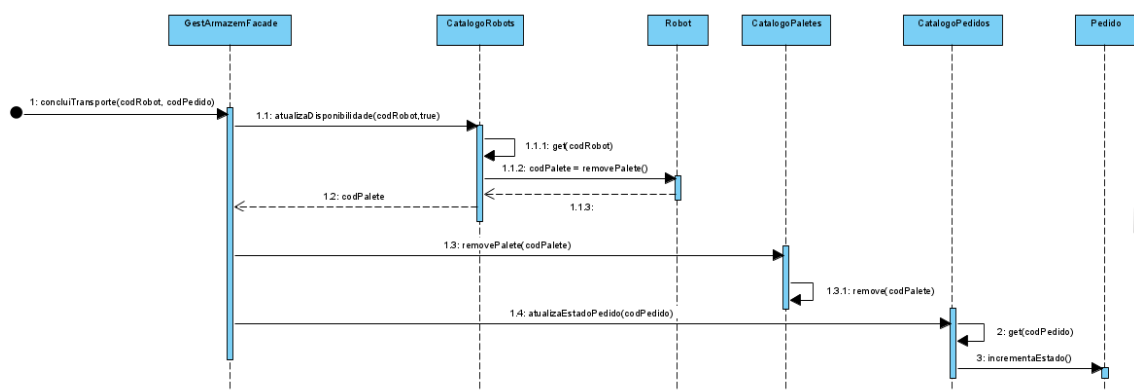 GestArmazemFacade
CatalogoRobots
Robot
CatalogoPaletes
CatalogoPedidos
Pedido
1: concluiTransporte(codRobot, codPedido)
1.1: atualizaDisponibilidade(codRobot,true)
1.1.1: get(codRobot)
1.1.2: codPalete = removePalete()
1.2: codPalete
1.1.3:
1.3: removePalete(codPalete)
1.3.1: remove(codPalete)
1.4: atualizaEstadoPedido(codPedido)
2: get(codPedido)
3: incrementaEstado()